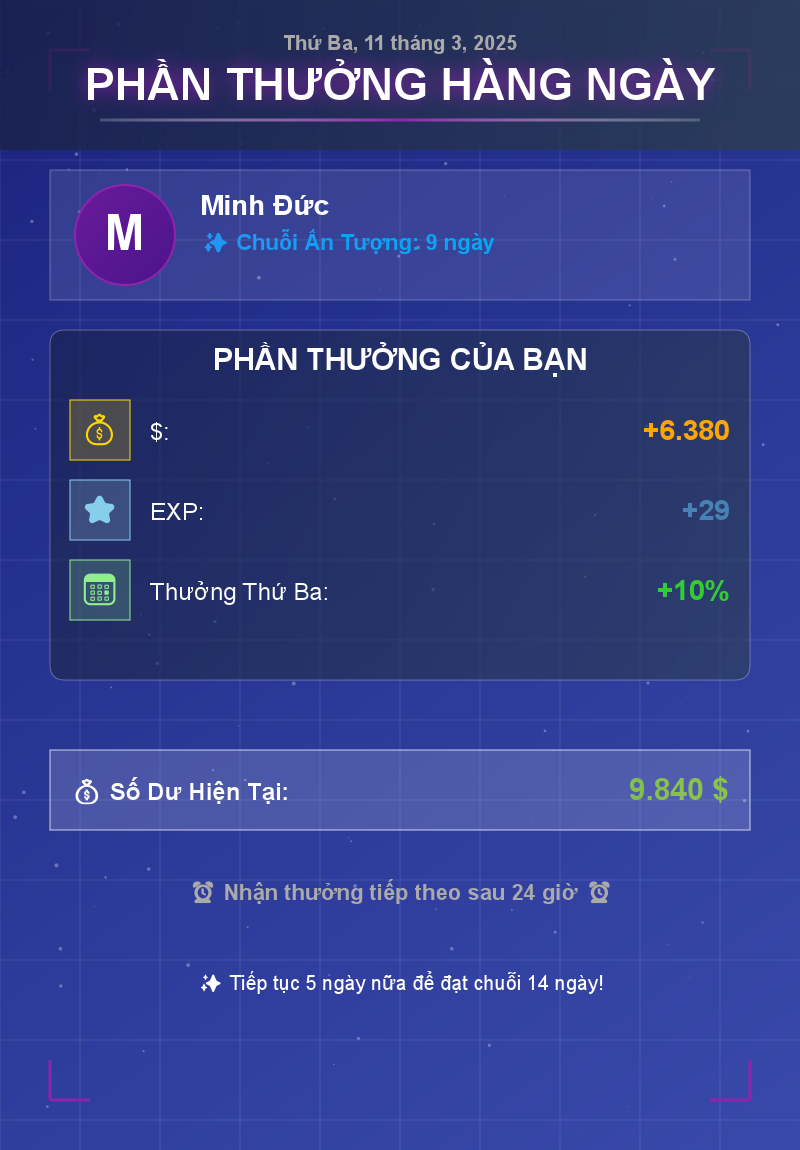 Thứ Ba, 11 tháng 3, 2025
PHẦN THƯỞNG HÀNG NGÀY
M
Minh Đức
Chuỗi Ấn Tượng: 9 ngày
PHẦN THƯỞNG CỦA BẠN
$: +6.380
EXP: +29
Thưởng Thứ Ba: +10%
Số Dư Hiện Tại: 9.840 $
Nhận thưởng tiếp theo sau 24 giờ
Tiếp tục 5 ngày nữa để đạt chuỗi 14 ngày!